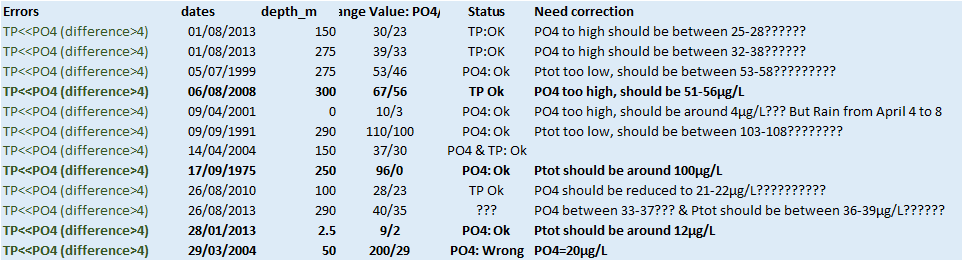 Errors dates depth_m ange Value: PO4/ Status Need correction
TP<<PO4 (difference>4) 01/08/2013 150 30/23 TP:OK PO4 to high should be between 25-28??????
TP<<PO4 (difference>4) 01/08/2013 275 39/33 TP:OK PO4 to high should be between 32-38??????
TP<<PO4 (difference>4) 05/07/1999 275 53/46 PO4: Ok Ptot too low, should be between 53-58?????????
TP<<PO4 (difference>4) 06/08/2008 300 67/56 TP Ok PO4 too high, should be 51-56µg/L
TP<<PO4 (difference>4) 09/04/2001 0 10/3 PO4: Ok PO4 too high, should be around 4µg/L??? But Rain from April 4 to 8
TP<<PO4 (difference>4) 09/09/1991 290 110/100 PO4: Ok Ptot too low, should be between 103-108????????
TP<<PO4 (difference>4) 14/04/2004 150 37/30 PO4 & TP: Ok
TP<<PO4 (difference>4) 17/09/1975 250 96/0 PO4: Ok Ptot should be around 100µg/L
TP<<PO4 (difference>4) 26/08/2010 100 28/23 TP Ok PO4 should be reduced to 21-22µg/L??????????
TP<<PO4 (difference>4) 26/08/2013 290 40/35 ??? PO4 between 33-37??? & Ptot should be between 36-39µg/L??????
TP<<PO4 (difference>4) 28/01/2013 2.5 9/2 PO4: Ok Ptot should be around 12µg/L
TP<<PO4 (difference>4) 29/03/2004 50 200/29 PO4: Wrong PO4=20µg/L